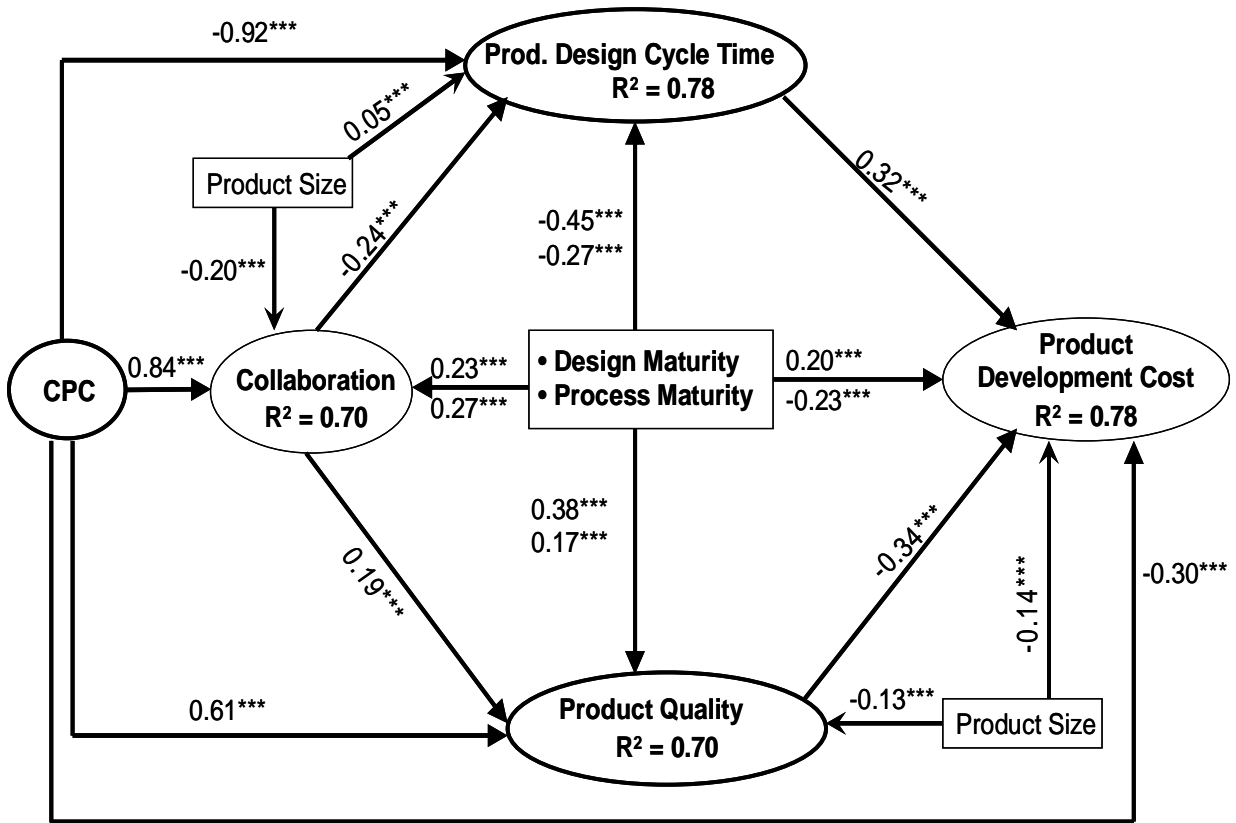 -0.92***
Prod. Design Cycle Time
R² = 0.78
0.05***
Product Size
-0.20***
-0.24***
-0.45***
-0.27***
0.32***
CPC
0.84***
Collaboration
R² = 0.70
0.23***
0.27***
• Design Maturity
• Process Maturity
0.20***
-0.23***
Product
Development Cost
R² = 0.78
0.38***
0.17***
0.19***
-0.34***
-0.14***
-0.30***
0.61***
Product Quality
R² = 0.70
-0.13***
Product Size